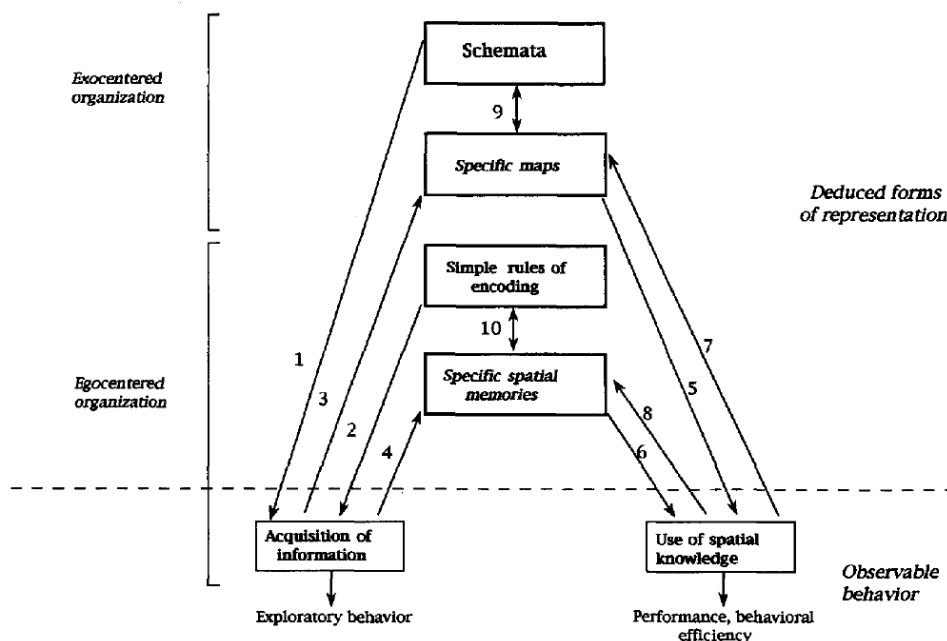 Schemata
Exocentered
organization
9
Specific maps
Deduced forms
of representation
Simple rules of
encoding
10
1
7
Specific spatial
memories
Egocentered
organization
3
5
2
8
4
6
Acquisition of
information
Use of spatial
knowledge
Observable
behavior
Exploratory behavior
Performance, behavioral
efficiency